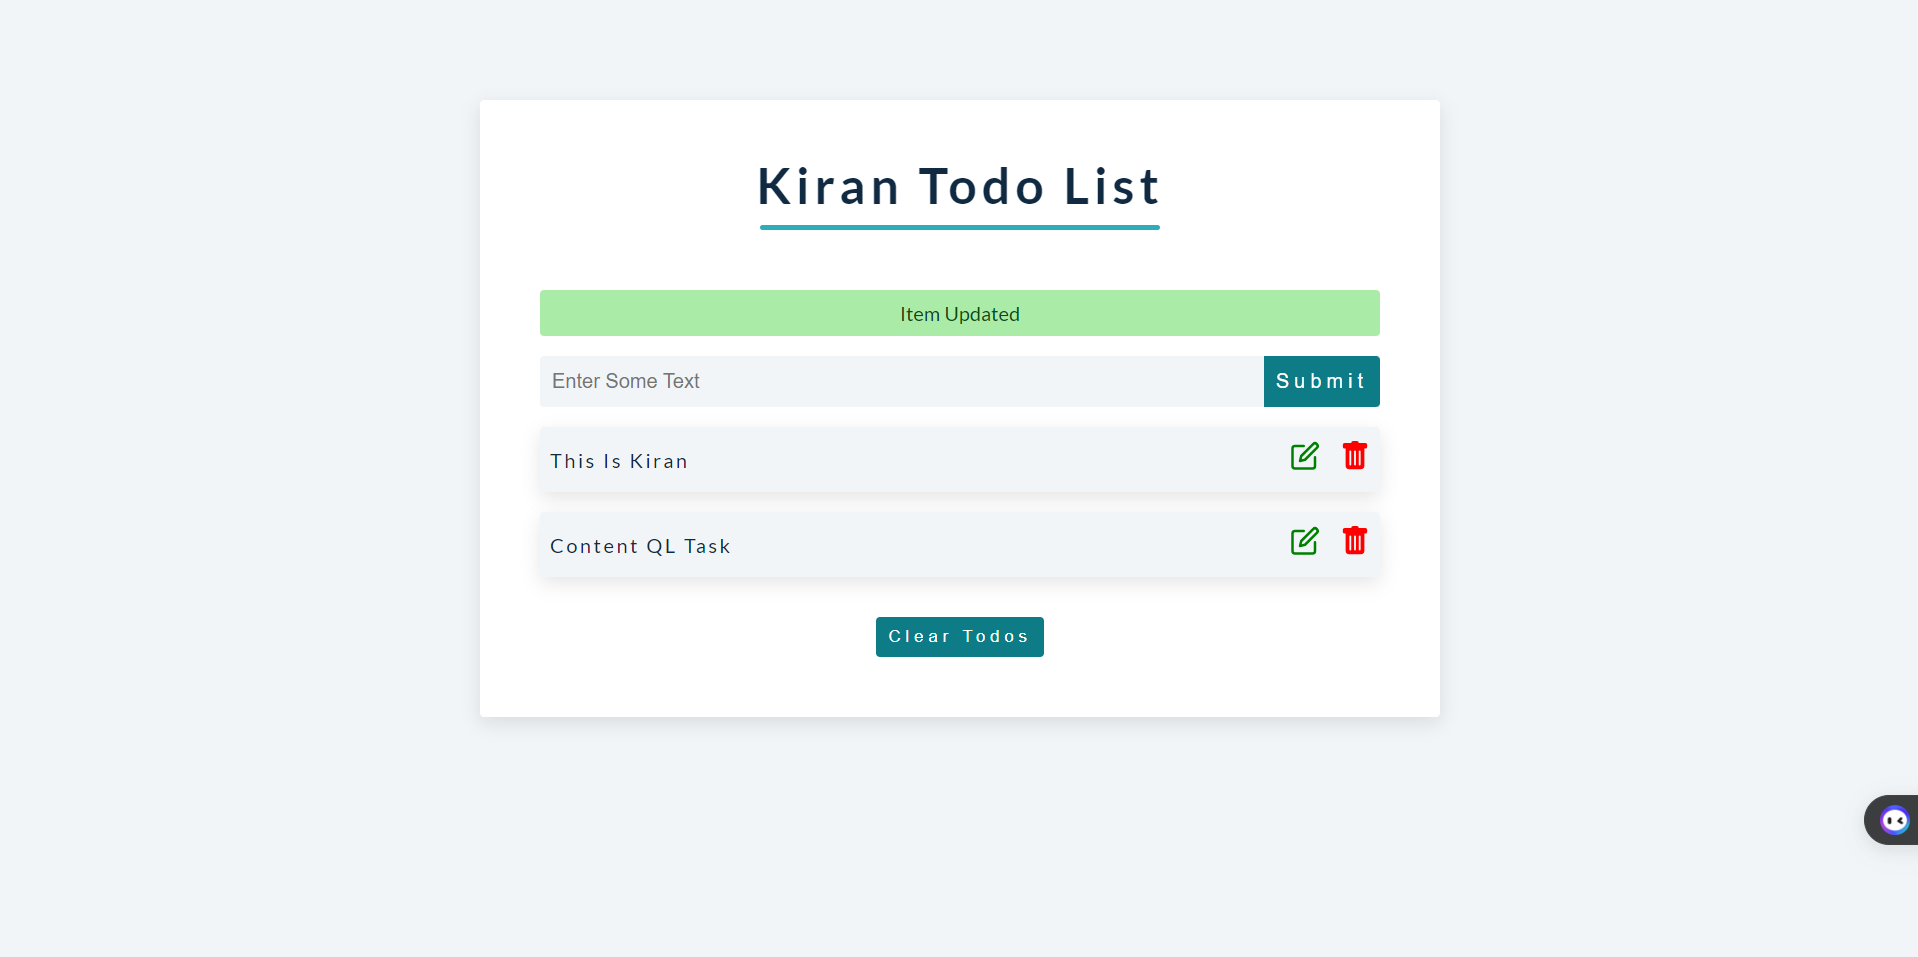 Kiran Todo List
Item Updated
Enter Some Text
Submit
This Is Kiran
Content QL Task
Clear Todos